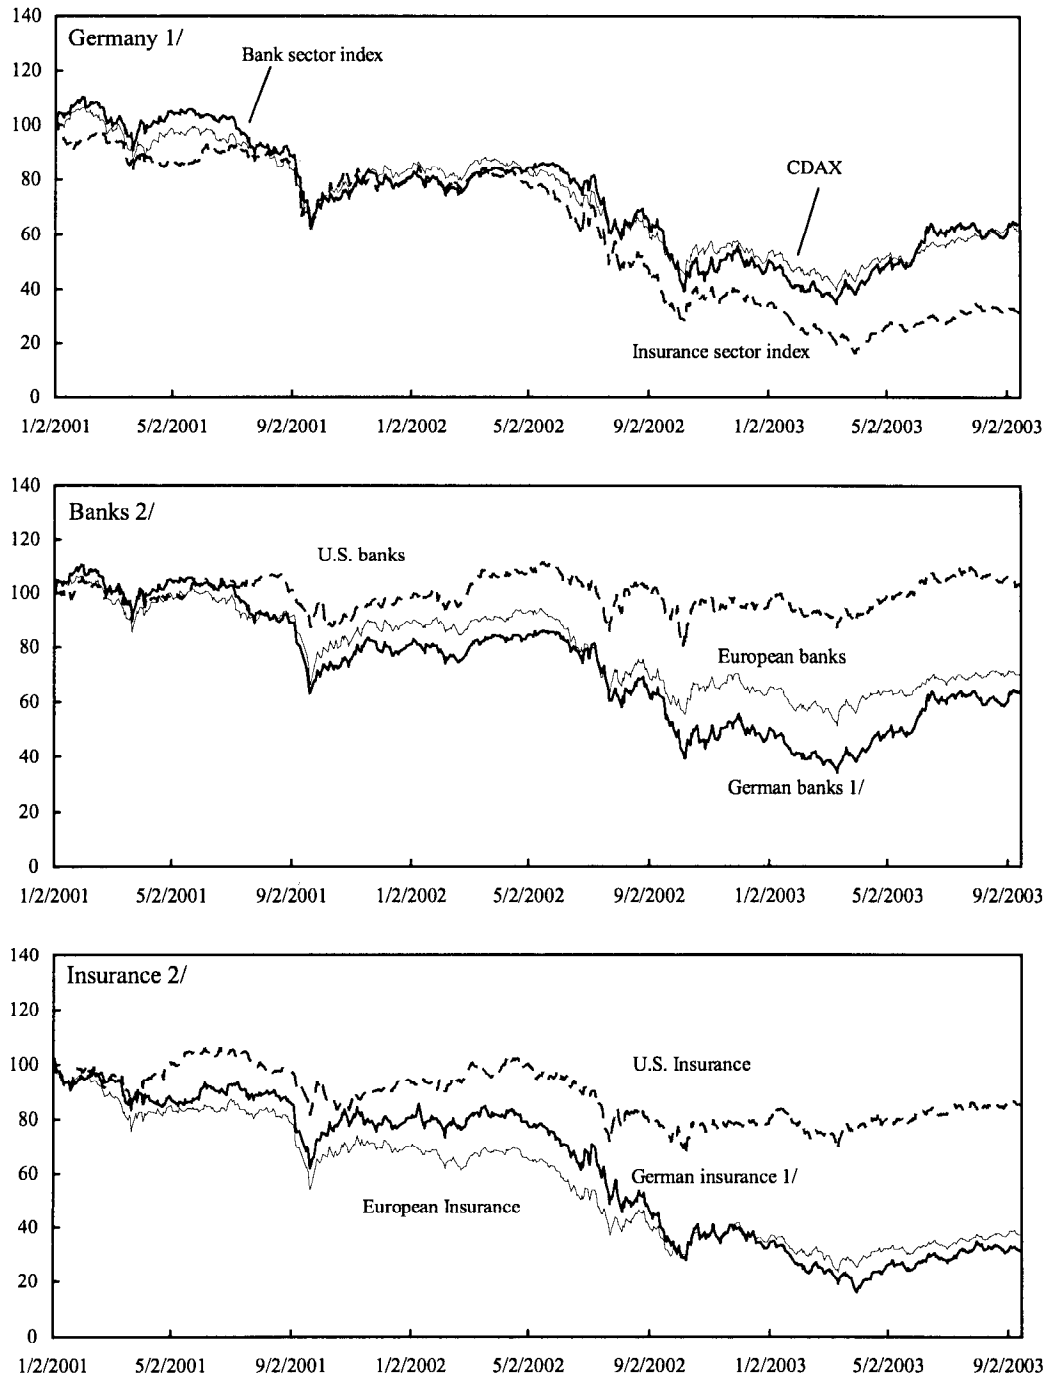 140
120
100
80
60
40
20
0
Germany 1/
Bank sector index
CDAX
Insurance sector index
1/2/2001 5/2/2001 9/2/2001 1/2/2002 5/2/2002 9/2/2002 1/2/2003 5/2/2003 9/2/2003
140
120
100
80
60
40
20
0
Banks 2/
U.S. banks
European banks
German banks 1/
1/2/2001 5/2/2001 9/2/2001 1/2/2002 5/2/2002 9/2/2002 1/2/2003 5/2/2003 9/2/2003
140
120
100
80
60
40
20
0
Insurance 2/
U.S. Insurance
German insurance 1/
European Insurance
1/2/2001 5/2/2001 9/2/2001 1/2/2002 5/2/2002 9/2/2002 1/2/2003 5/2/2003 9/2/2003